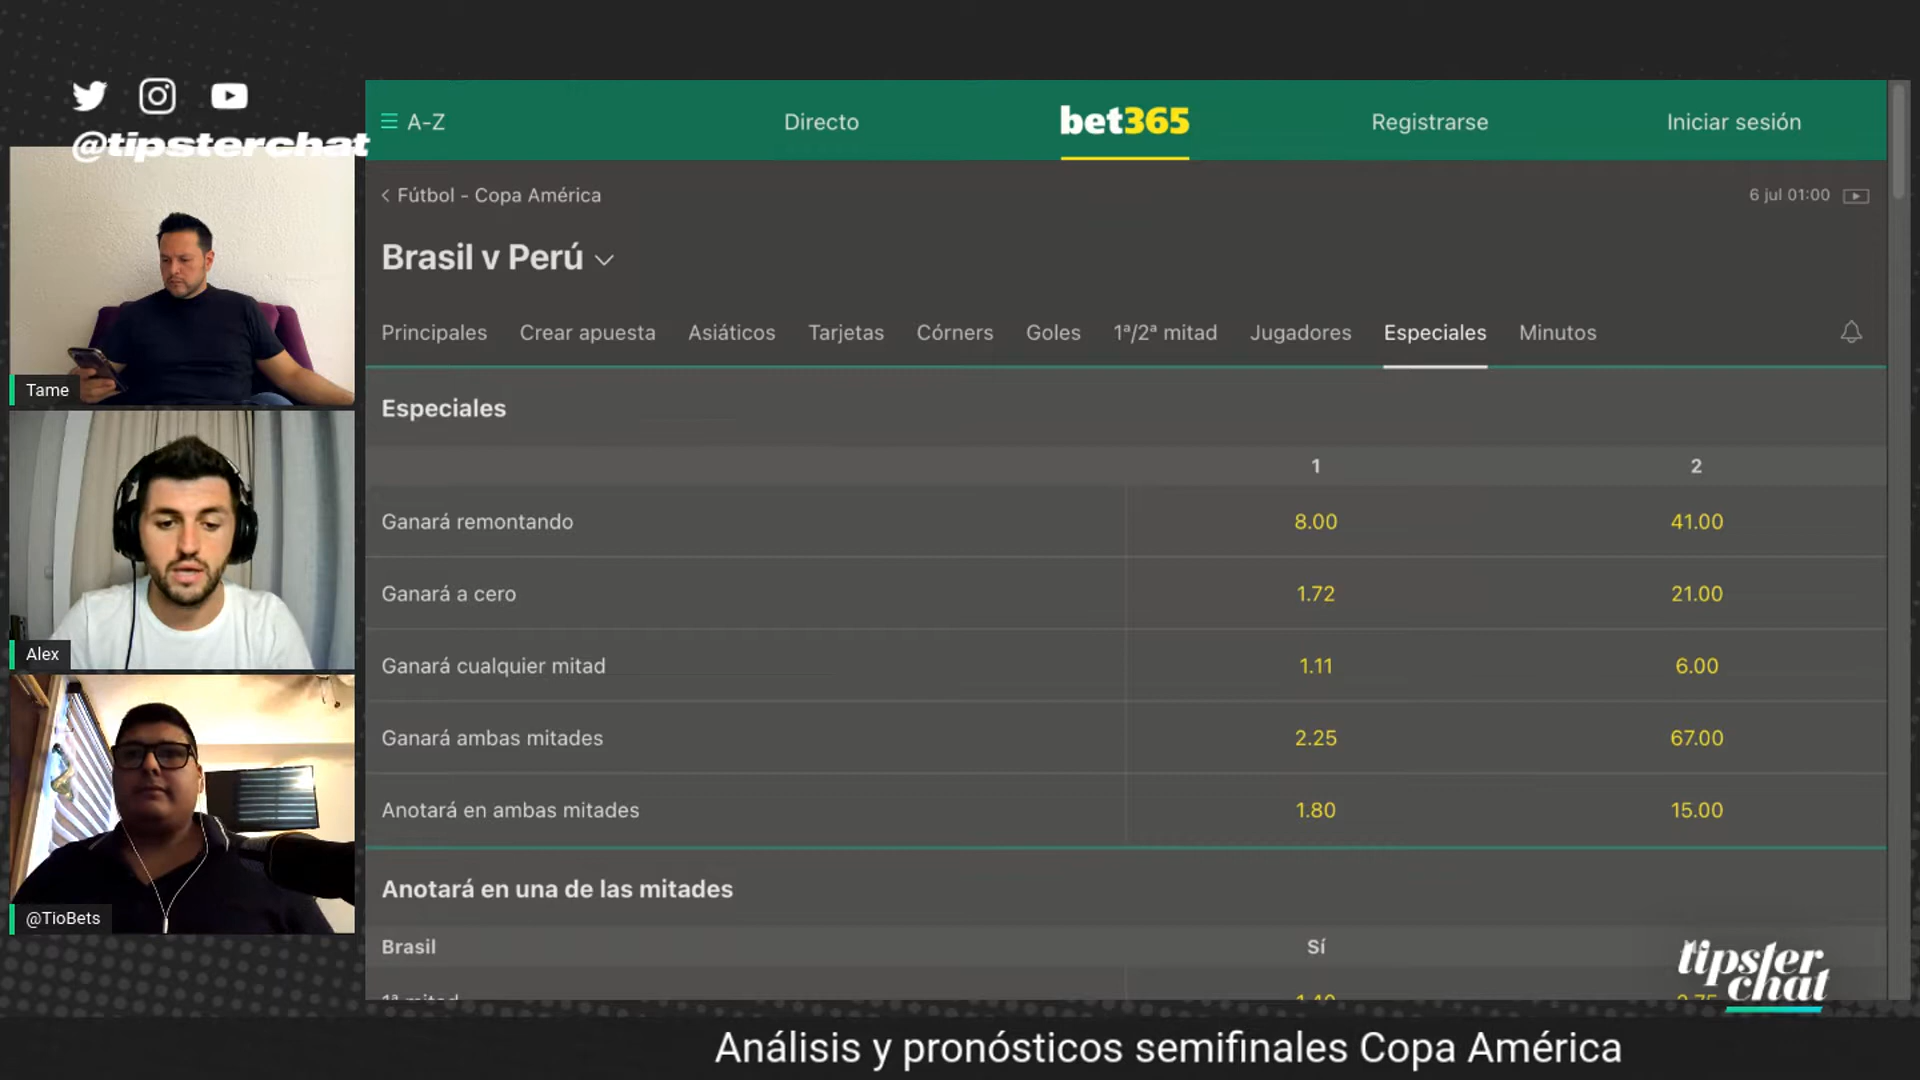 @tipsterchat
Tame
Alex
@TioBets
A-Z
Directo
bet365
Registrarse
Iniciar sesión
Fútbol - Copa América
6 jul 01:00
Brasil v Perú
Principales
Crear apuesta
Asiáticos
Tarjetas
Córners
Goles
1ª/2ª mitad
Jugadores
Especiales
Minutos
Especiales
1 2
Ganará remontando 8.00 41.00
Ganará a cero 1.72 21.00
Ganará cualquier mitad 1.11 6.00
Ganará ambas mitades 2.25 67.00
Anotará en ambas mitades 1.80 15.00
Anotará en una de las mitades
Brasil Sí
1ª mitad
tipster
chat
Análisis y pronósticos semifinales Copa América